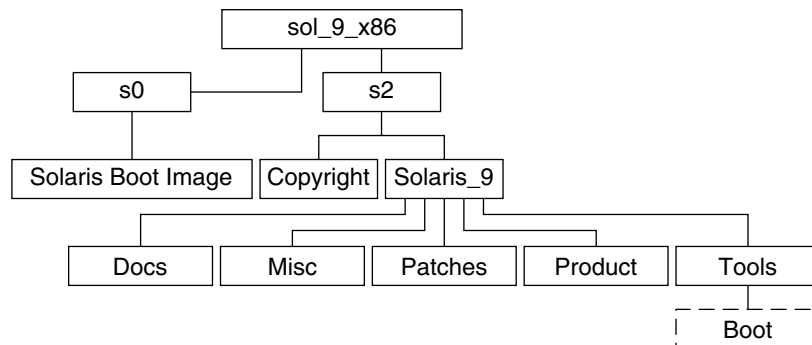 sol_9_x86
s0
s2
Solaris Boot Image
Copyright
Solaris_9
Docs
Misc
Patches
Product
Tools
Boot